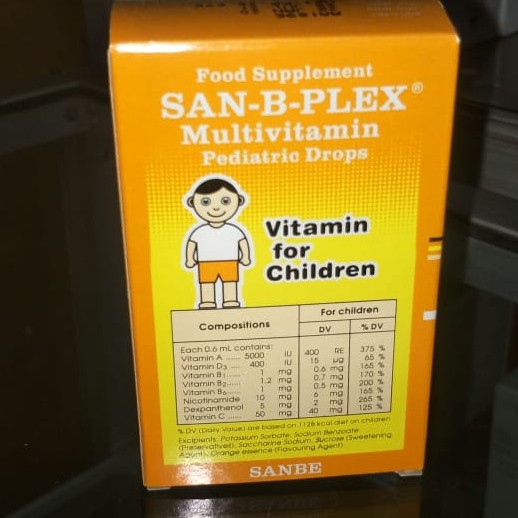 Food Supplement
SAN-B-PLEX®
Multivitamin
Pediatric Drops
Vitamin
for
Children
Compositions For children
DV % DV
Each 0.6 mL contains:
Vitamin A ...... 5000 IU 400 RE 375 %
Vitamin D3 .... 400 IU 15 µg 65 %
Vitamin B1 ..... 1 mg 0.6 mg 165 %
Vitamin B2 ..... 1.2 mg 0.7 mg 170 %
Vitamin B6 ..... 1 mg 0.5 mg 200 %
Nicotinamide 10 mg 6 mg 165 %
Dexpanthenol 5 mg 2 mg 265 %
Vitamin C ...... 50 mg 40 mg 125 %
% DV (Daily Value) are based on 1125 kcal diet on children
Excipients: Potassium Sorbate, Sodium Benzoate
(Preservatives), Saccharine Sodium, Sucrose (Sweetening
Agent), Orange essence (Flavouring Agent)
SANBE